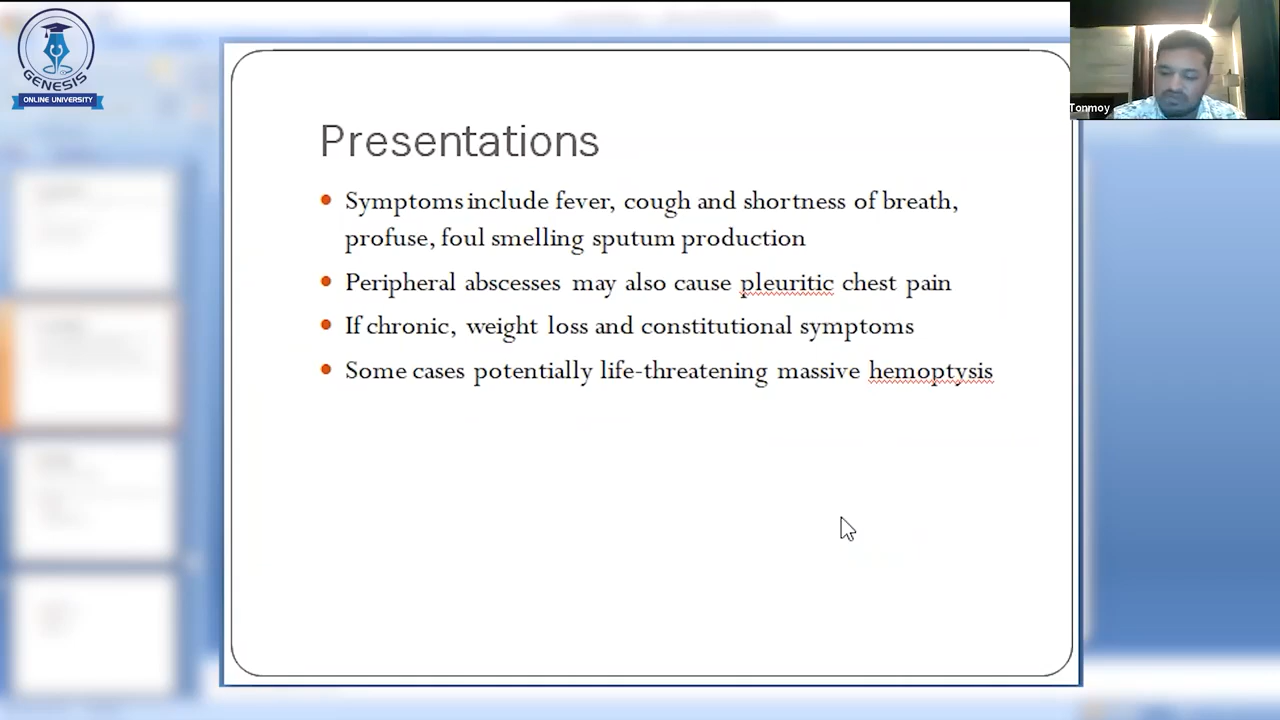 GENESIS
ONLINE UNIVERSITY
Tonmoy
Presentations
Symptoms include fever, cough and shortness of breath,
profuse, foul smelling sputum production
Peripheral abscesses may also cause pleuritic chest pain
If chronic, weight loss and constitutional symptoms
Some cases potentially life-threatening massive hemoptysis